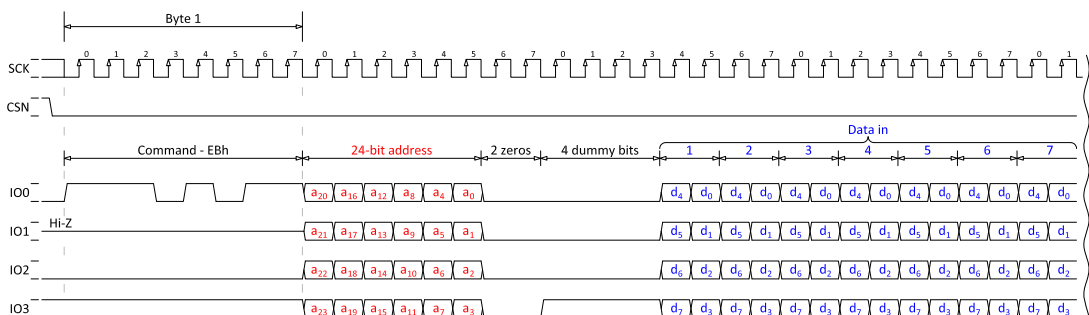 Byte 1
0 1 2 3 4 5 6 7 0 1 2 3 4 5 6 7 0 1 2 3 4 5 6 7 0 1 2 3 4 5 6 7 0 1
SCK
CSN
Data in
Command - EBh 24-bit address 2 zeros 4 dummy bits 1 2 3 4 5 6 7
IO0 a20 a16 a12 a8 a4 a0 d4 d0 d4 d0 d4 d0 d4 d0 d4 d0 d4 d0 d4 d0
IO1 Hi-Z a21 a17 a13 a9 a5 a1 d5 d1 d5 d1 d5 d1 d5 d1 d5 d1 d5 d1 d5 d1
IO2 a22 a18 a14 a10 a6 a2 d6 d2 d6 d2 d6 d2 d6 d2 d6 d2 d6 d2 d6 d2
IO3 a23 a19 a15 a11 a7 a3 d7 d3 d7 d3 d7 d3 d7 d3 d7 d3 d7 d3 d7 d3